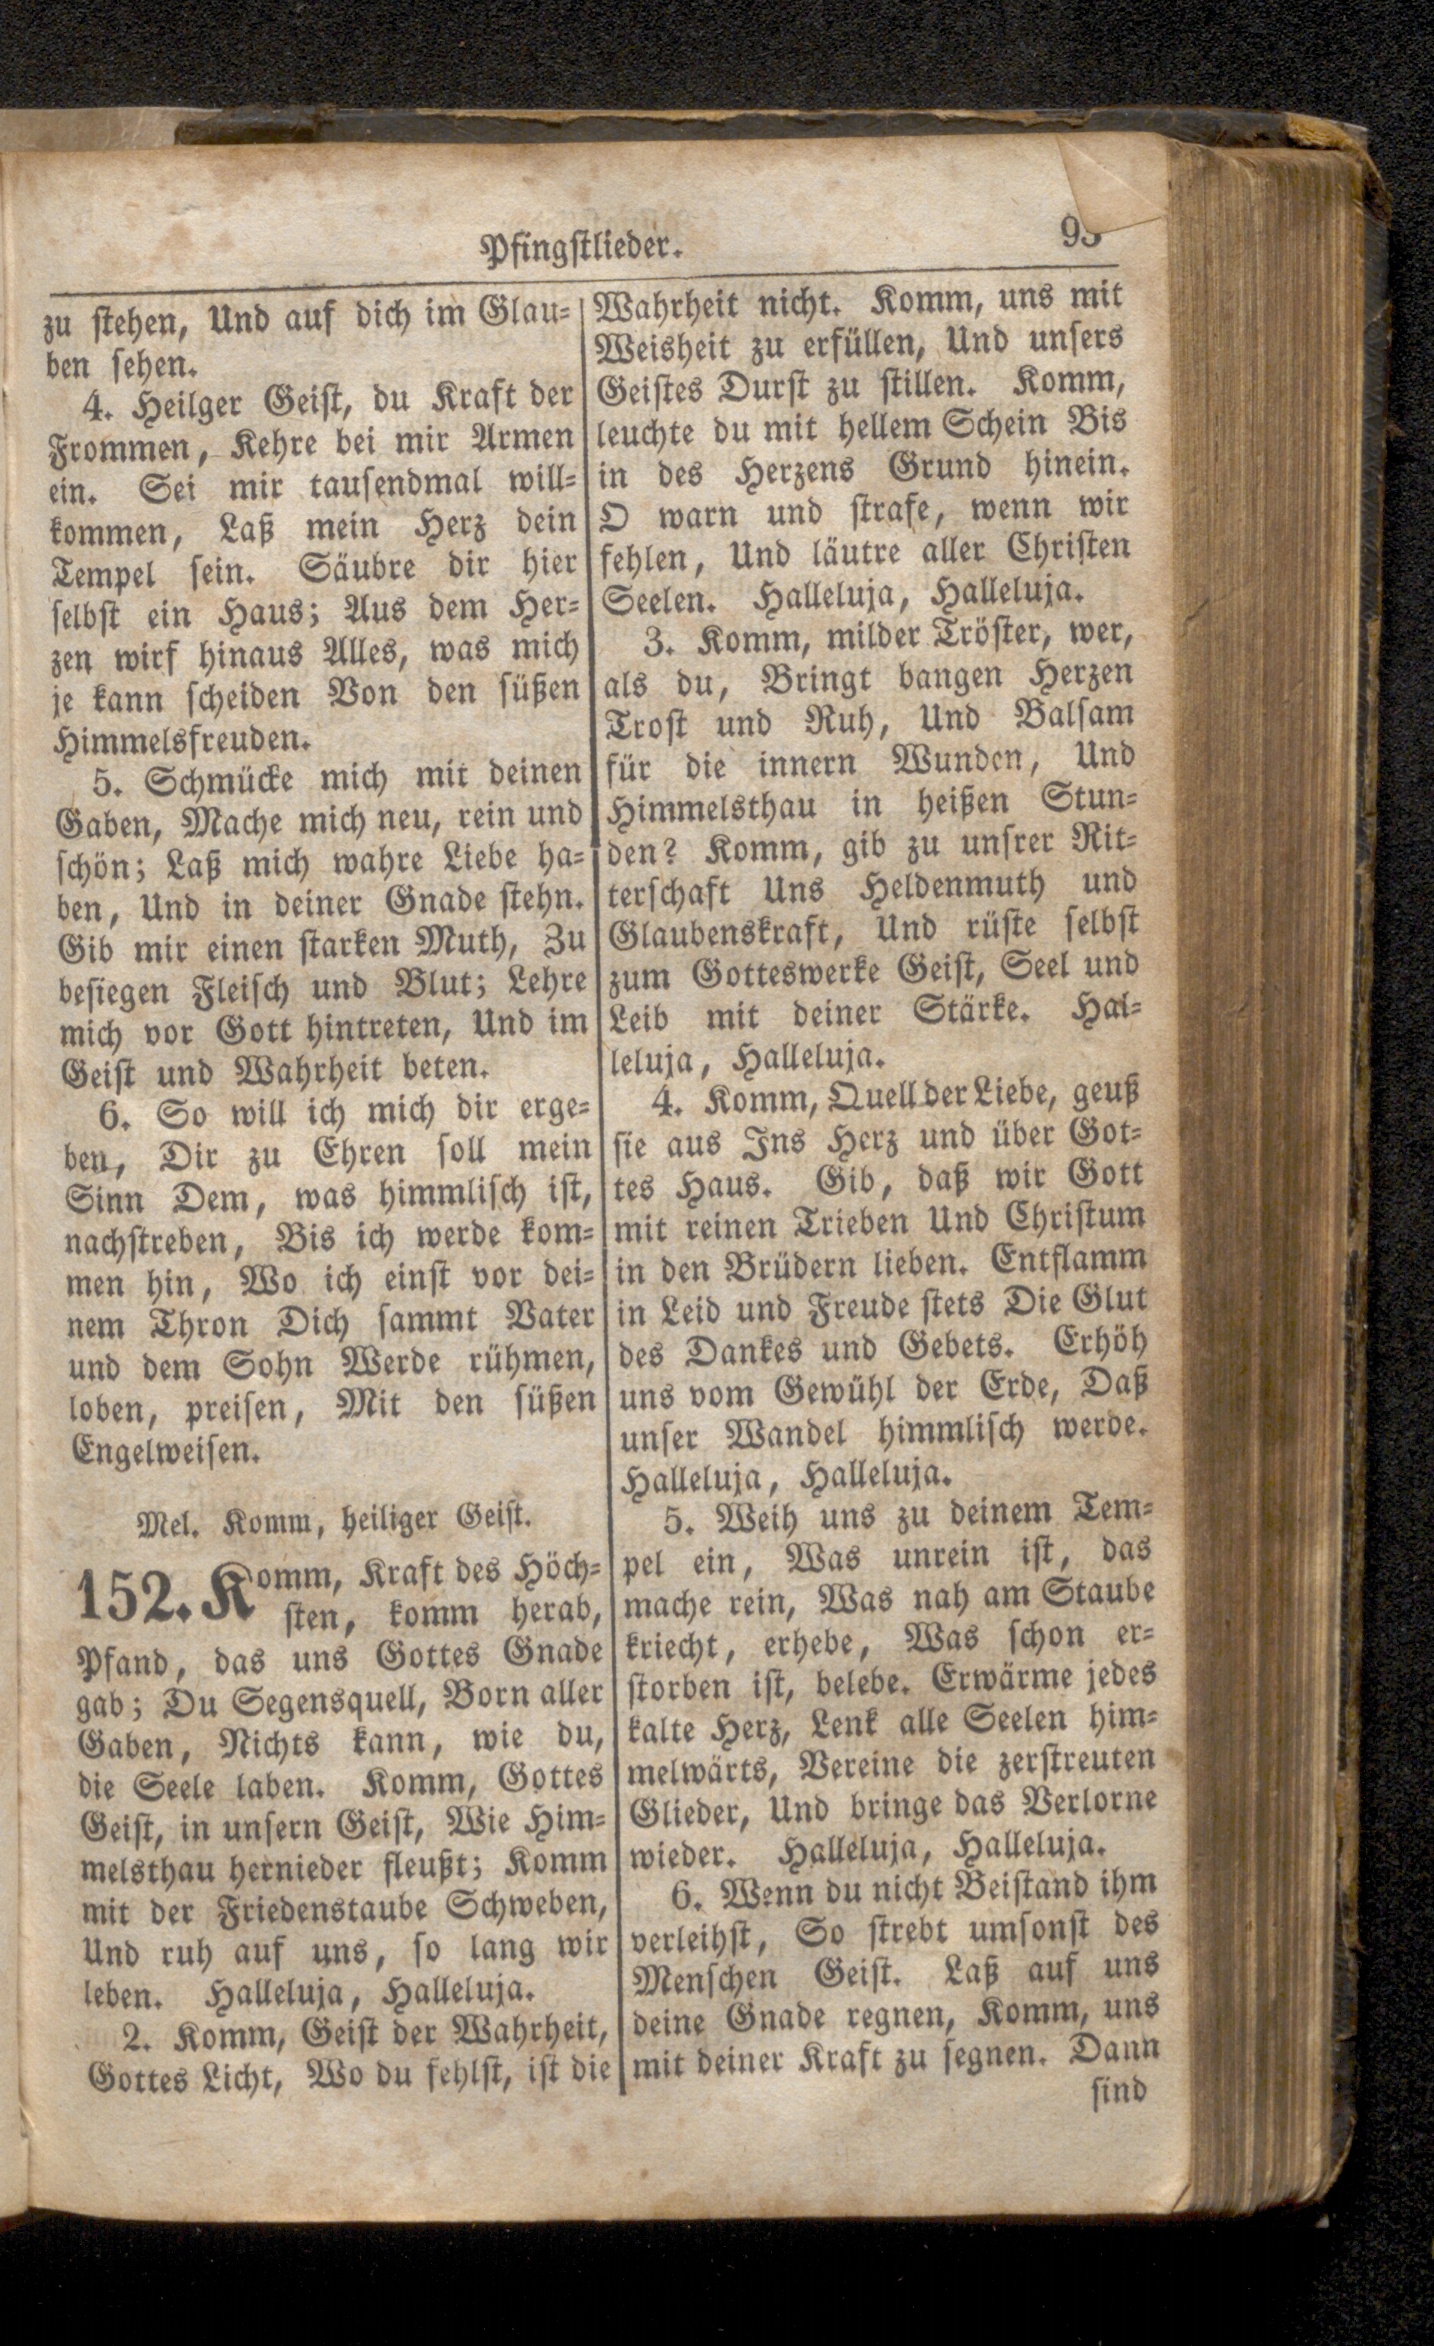 Pfingstlieder.
zu stehen, Und auf dich im Glau-
ben sehen.
4. Heilger Geist, du Kraft der
Frommen, Kehre bei mir Armen
ein. Sei mir tausendmal will-
kommen, Laß mein Herz dein
Tempel sein. Säubre dir hier
selbst ein Haus; Aus dem Her-
zen wirf hinaus Alles, was mich
je kann scheiden Von den süßen
Himmelsfreuden.
5. Schmücke mich mit deinen
Gaben, Mache mich neu, rein und
schön; Laß mich wahre Liebe ha-
ben, Und in deiner Gnade stehn.
Gib mir einen starken Muth, Zu
besiegen Fleisch und Blut; Lehre
mich vor Gott hintreten, Und im
Geist und Wahrheit beten.
6. So will ich mich dir erge-
ben, Dir zu Ehren soll mein
Sinn Dem, was himmlisch ist,
nachstreben, Bis ich werde kom-
men hin, Wo ich einst vor dei-
nem Thron Dich sammt Vater
und dem Sohn Werde rühmen,
loben, preisen, Mit den süßen
Engelweisen.
Mel. Komm, heiliger Geist.
152. Komm, Kraft des Höch-
sten, komm herab,
Pfand, das uns Gottes Gnade
gab; Du Segensquell, Born aller
Gaben, Nichts kann, wie du,
die Seele laben. Komm, Gottes
Geist, in unsern Geist, Wie Him-
melsthau hernieder fleußt; Komm
mit der Friedenstaube Schweben,
Und ruh auf uns, so lang wir
leben. Halleluja, Halleluja.
2. Komm, Geist der Wahrheit,
Gottes Licht, Wo du fehlst, ist die
Wahrheit nicht. Komm, uns mit
Weisheit zu erfüllen, Und unsers
Geistes Durst zu stillen. Komm,
leuchte du mit hellem Schein Bis
in des Herzens Grund hinein.
O warn und strafe, wenn wir
fehlen, Und läutre aller Christen
Seelen. Halleluja, Halleluja.
3. Komm, milder Tröster, wer,
als du, Bringt bangen Herzen
Trost und Ruh, Und Balsam
für die innern Wunden, Und
Himmelsthau in heißen Stun-
den? Komm, gib zu unsrer Rit-
terschaft Uns Heldenmuth und
Glaubenskraft, Und rüste selbst
zum Gotteswerke Geist, Seel und
Leib mit deiner Stärke. Hal-
leluja, Halleluja.
4. Komm, Quell der Liebe, geuß
sie aus Ins Herz und über Got-
tes Haus. Gib, daß wir Gott
mit reinen Trieben Und Christum
in den Brüdern lieben. Entflamm
in Leid und Freude stets Die Glut
des Dankes und Gebets. Erhöh
uns vom Gewühl der Erde, Daß
unser Wandel himmlisch werde.
Halleluja, Halleluja.
5. Weih uns zu deinem Tem-
pel ein, Was unrein ist, das
mache rein, Was nah am Staube
kriecht, erhebe, Was schon er-
storben ist, belebe. Erwärme jedes
kalte Herz, Lenk alle Seelen him-
melwärts, Vereine die zerstreuten
Glieder, Und bringe das Verlorne
wieder. Halleluja, Halleluja.
6. Wenn du nicht Beistand ihm
verleihst, So strebt umsonst des
Menschen Geist. Laß auf uns
deine Gnade regnen, Komm, uns
mit deiner Kraft zu segnen. Dann
sind